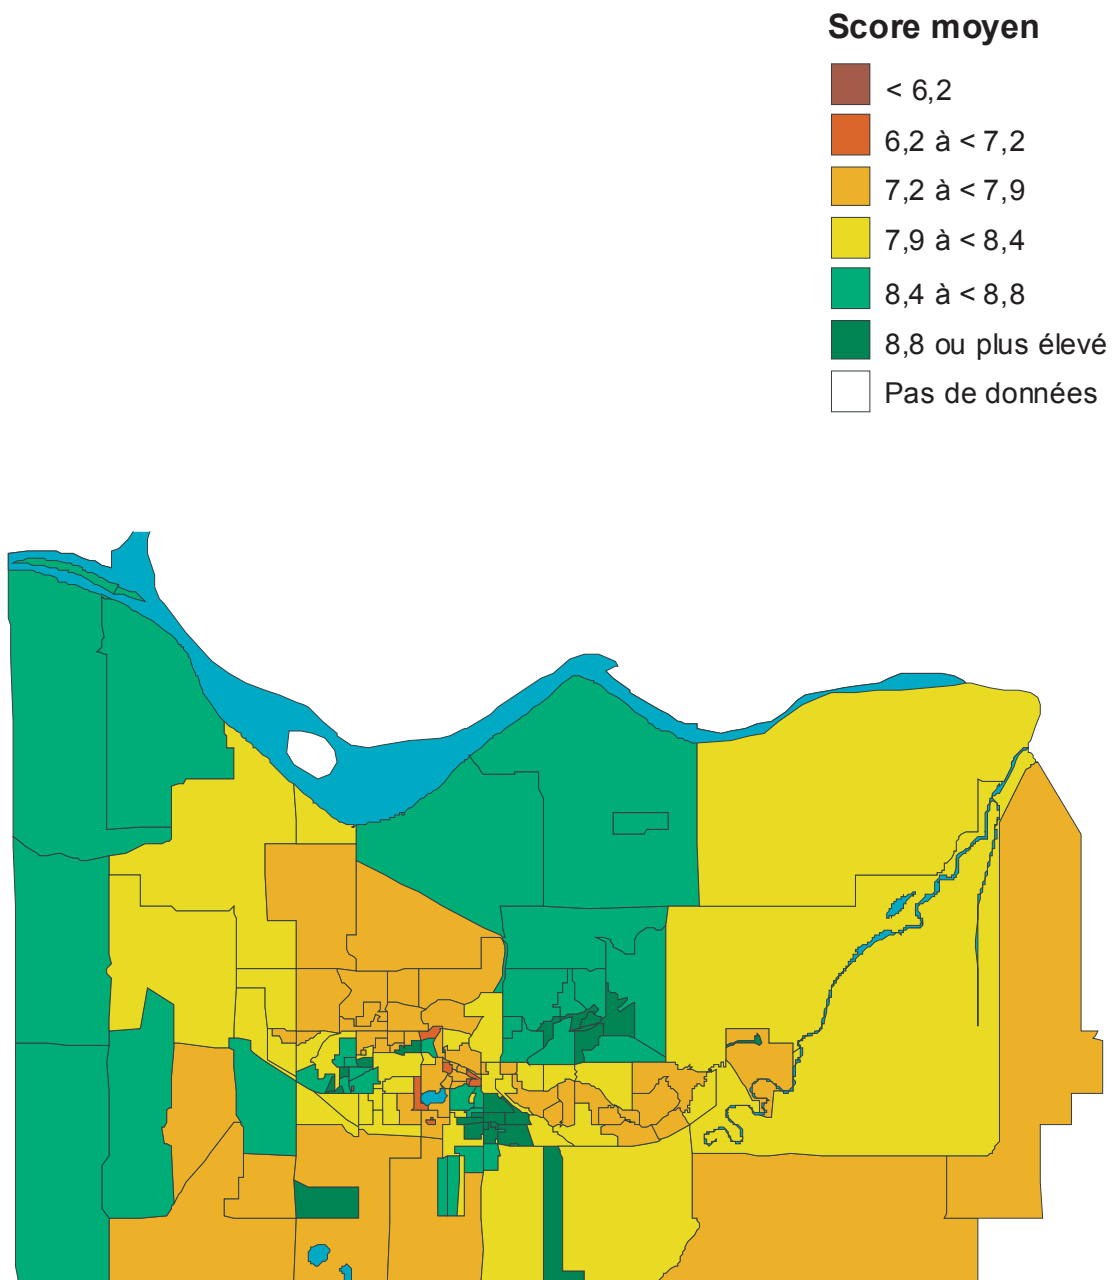 Score moyen
< 6,2
6,2 à < 7,2
7,2 à < 7,9
7,9 à < 8,4
8,4 à < 8,8
8,8 ou plus élevé
Pas de données